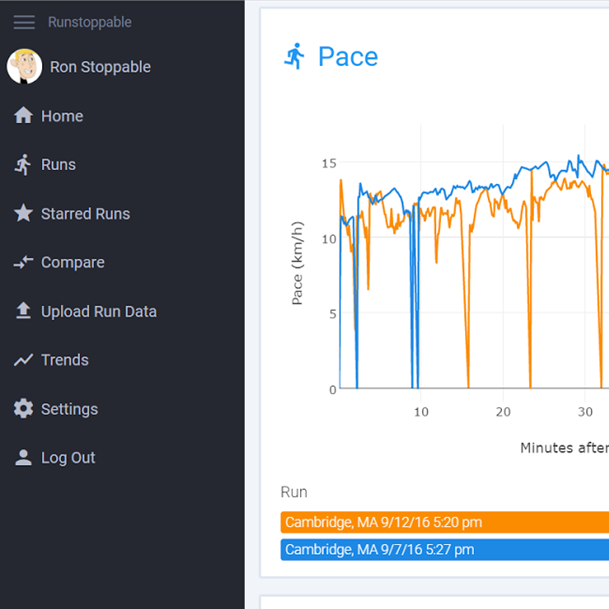 Runstoppable
Ron Stoppable
Home
Runs
Starred Runs
Compare
Upload Run Data
Trends
Settings
Log Out
Pace
15
10
5
0
Pace (km/h)
10 20 30
Minutes after
Run
Cambridge, MA 9/12/16 5:20 pm
Cambridge, MA 9/7/16 5:27 pm